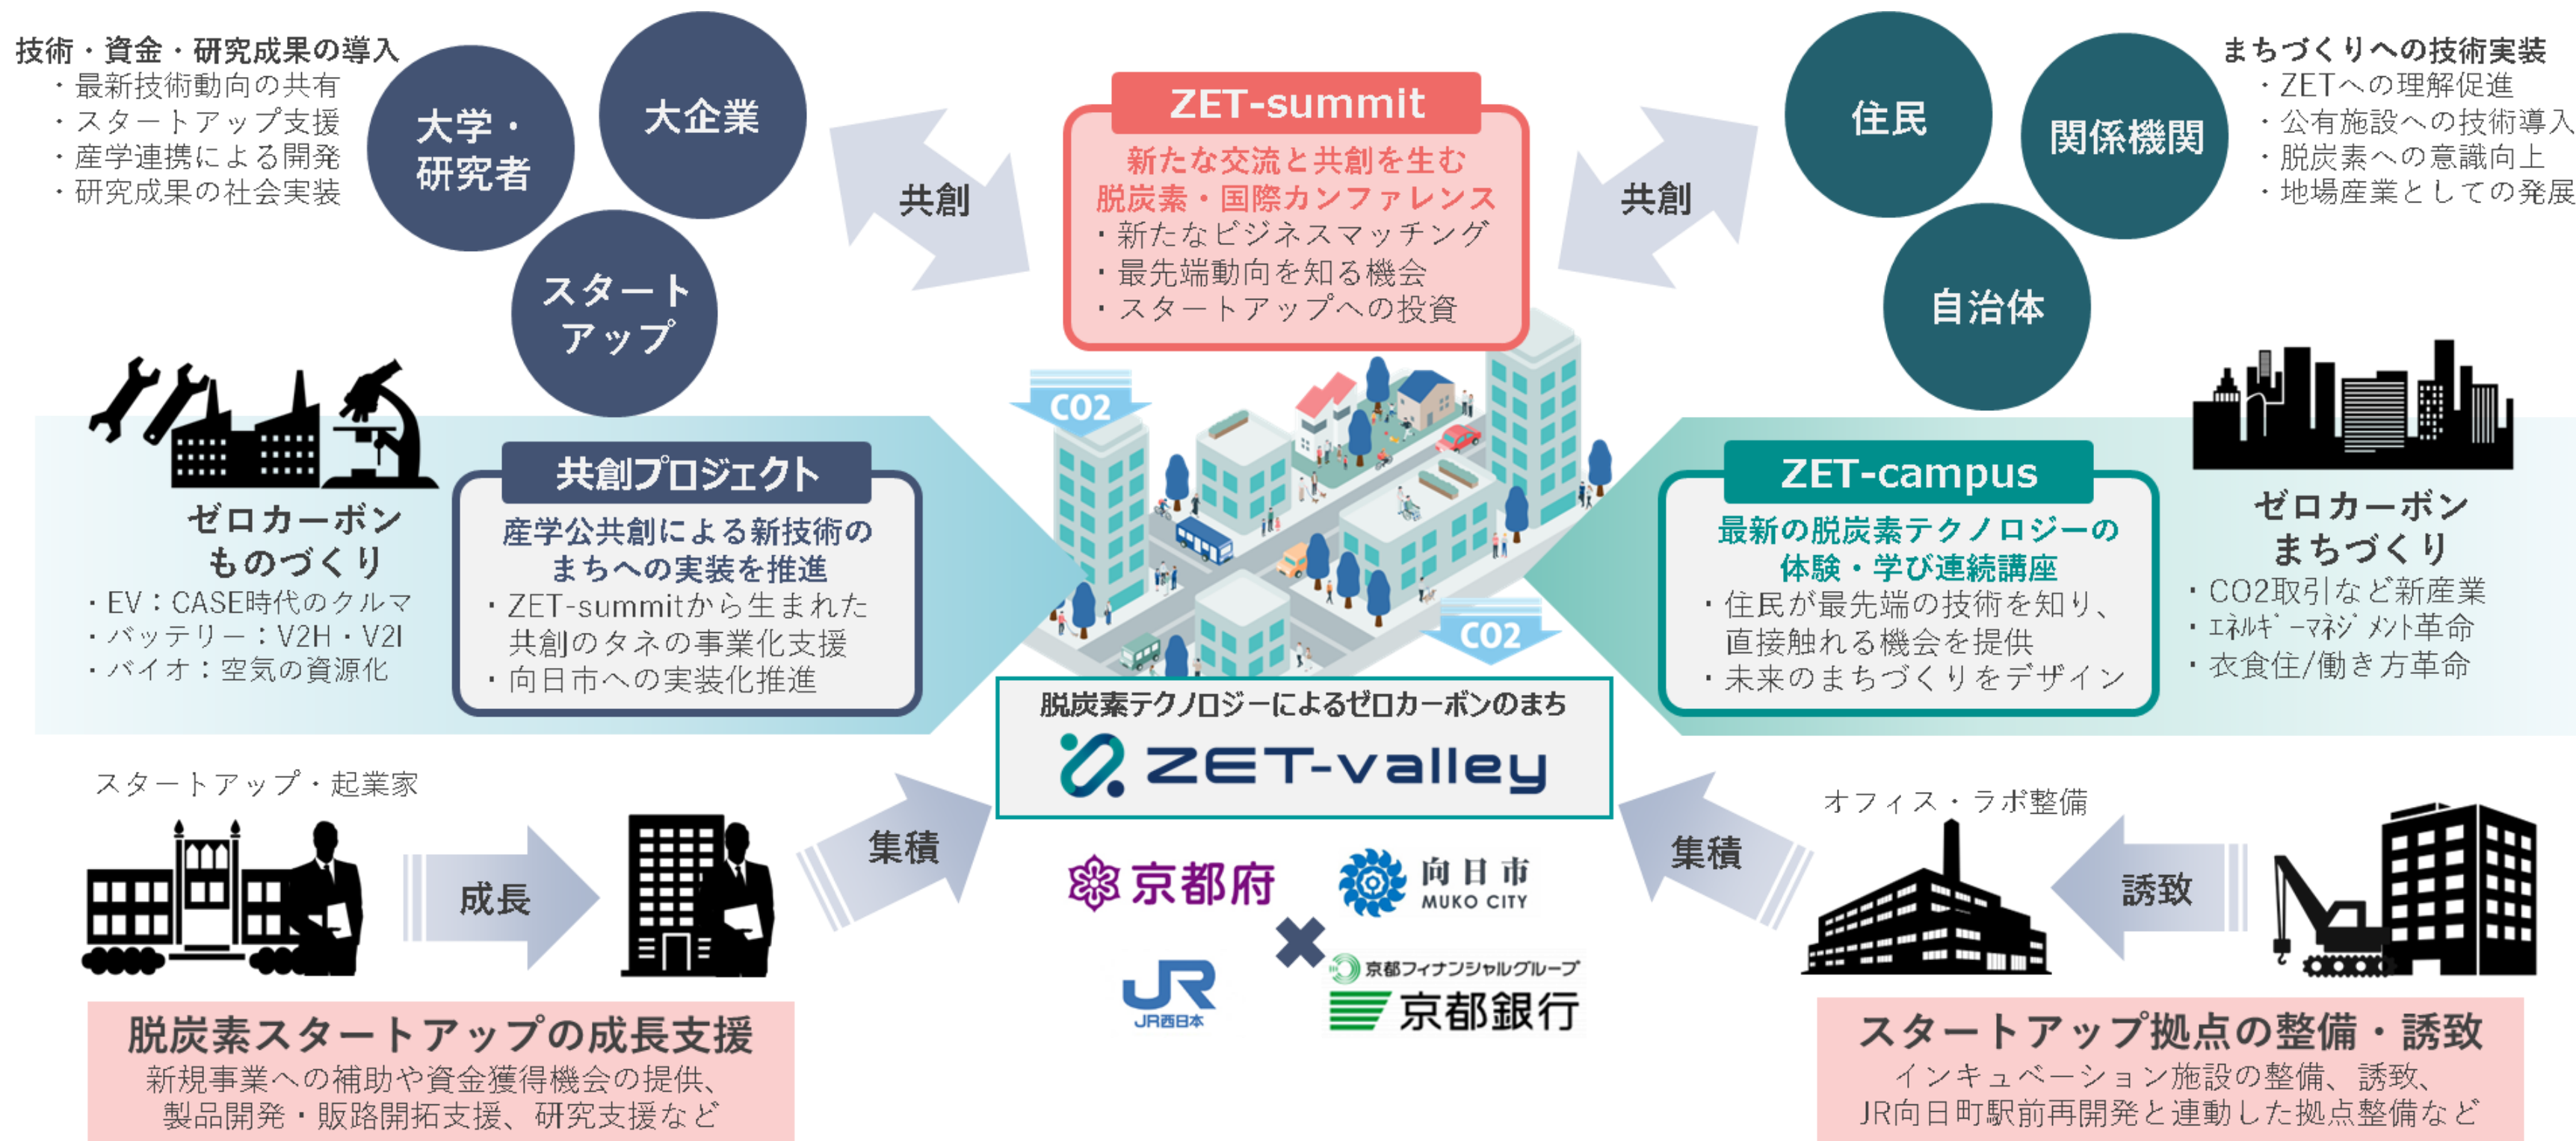 技術・資金・研究成果の導入
・最新技術動向の共有
・スタートアップ支援
・産学連携による開発
・研究成果の社会実装
大学・
研究者
大企業
スタート
アップ
共創
ZET-summit
新たな交流と共創を生む
脱炭素・国際カンファレンス
・新たなビジネスマッチング
・最先端動向を知る機会
・スタートアップへの投資
共創
住民
関係機関
自治体
まちづくりへの技術実装
・ZETへの理解促進
・公有施設への技術導入
・脱炭素への意識向上
・地場産業としての発展
ゼロカーボン
ものづくり
・EV：CASE時代のクルマ
・バッテリー：V2H・V2I
・バイオ：空気の資源化
共創プロジェクト
産学公共創による新技術の
まちへの実装を推進
・ZET-summitから生まれた
共創のタネの事業化支援
・向日市への実装化推進
CO2
CO2
ZET-campus
最新の脱炭素テクノロジーの
体験・学び連続講座
・住民が最先端の技術を知り、
直接触れる機会を提供
・未来のまちづくりをデザイン
ゼロカーボン
まちづくり
・CO2取引など新産業
・ｴﾈﾙｷﾞｰﾏﾈｼﾞﾒﾝﾄ革命
・衣食住/働き方革命
脱炭素テクノロジーによるゼロカーボンのまち
ZET-valley
スタートアップ・起業家
成長
集積
脱炭素スタートアップの成長支援
新規事業への補助や資金獲得機会の提供、
製品開発・販路開拓支援、研究支援など
京都府
向日市
MUKO CITY
JR
JR西日本
京都フィナンシャルグループ
京都銀行
集積
オフィス・ラボ整備
誘致
スタートアップ拠点の整備・誘致
インキュベーション施設の整備、誘致、
JR向日町駅前再開発と連動した拠点整備など